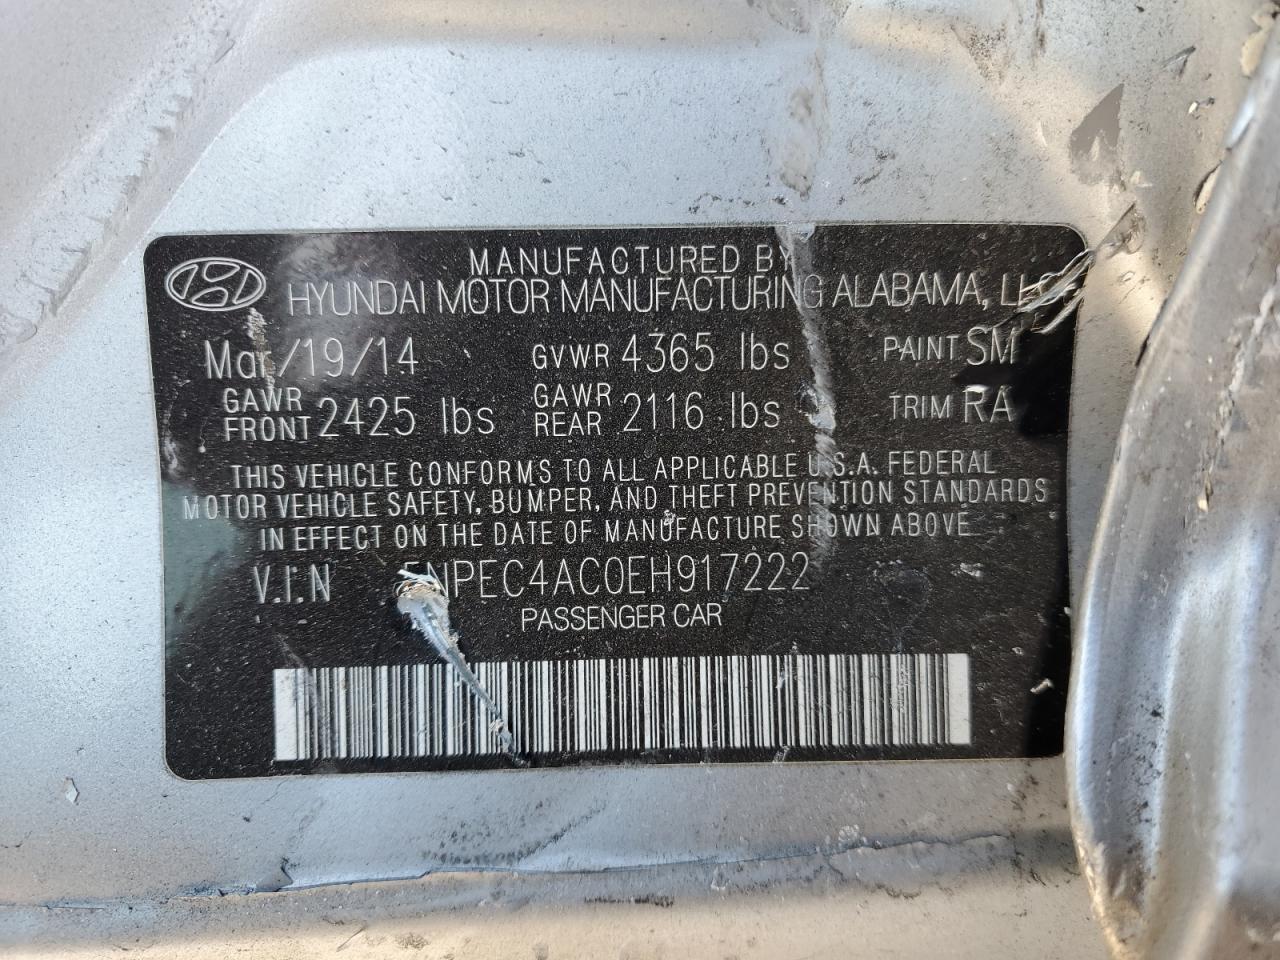 MANUFACTURED BY
HYUNDAI MOTOR MANUFACTURING ALABAMA, LLC
Mar/19/14 GVWR 4365 lbs PAINT SM
GAWR FRONT 2425 lbs GAWR REAR 2116 lbs TRIM RA
THIS VEHICLE CONFORMS TO ALL APPLICABLE U.S.A. FEDERAL
MOTOR VEHICLE SAFETY, BUMPER, AND THEFT PREVENTION STANDARDS
IN EFFECT ON THE DATE OF MANUFACTURE SHOWN ABOVE
V.I.N 5NPEC4AC0EH917222
PASSENGER CAR